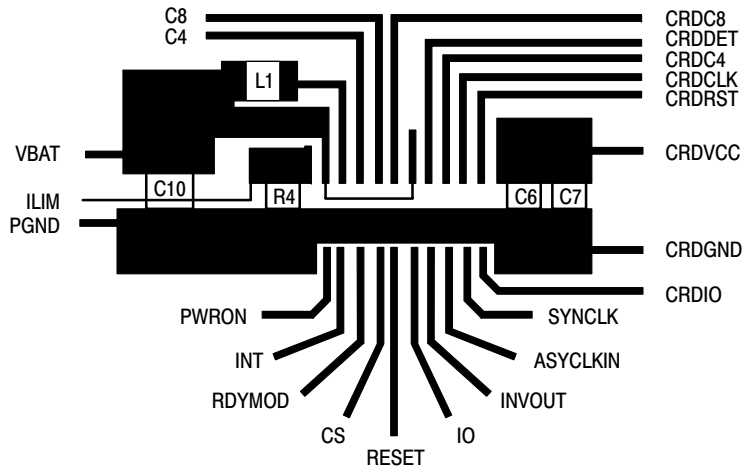 C8
CRDC8
C4
CRDDET
CRDC4
L1
CRDCLK
CRDRST
VBAT
CRDVCC
C10
R4
C6
C7
ILIM
PGND
CRDGND
CRDIO
PWRON
SYNCLK
INT
ASYCLKIN
RDYMOD
INVOUT
CS
IO
RESET